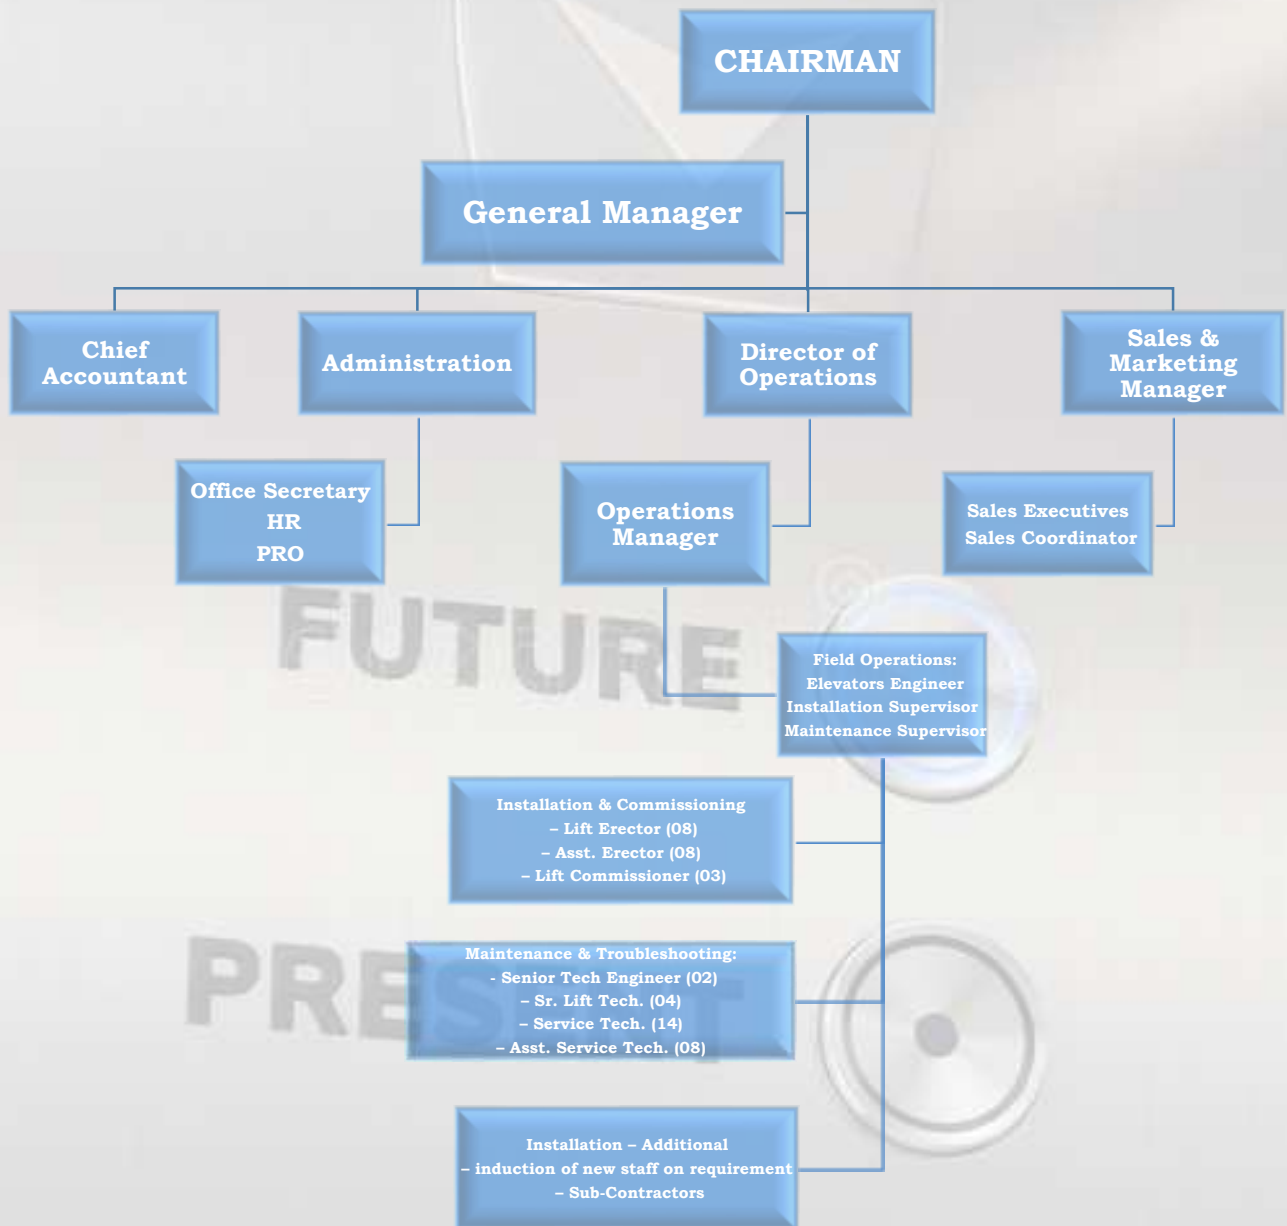 CHAIRMAN
General Manager
Chief
Accountant
Administration
Director of
Operations
Sales &
Marketing
Manager
Office Secretary
HR
PRO
Operations
Manager
Sales Executives
Sales Coordinator
FUTURE
Field Operations:
Elevators Engineer
Installation Supervisor
Maintenance Supervisor
Installation & Commissioning
– Lift Erector (08)
– Asst. Erector (08)
– Lift Commissioner (03)
PRESENT
Maintenance & Troubleshooting:
- Senior Tech Engineer (02)
– Sr. Lift Tech. (04)
– Service Tech. (14)
– Asst. Service Tech. (08)
Installation – Additional
– induction of new staff on requirement
– Sub-Contractors